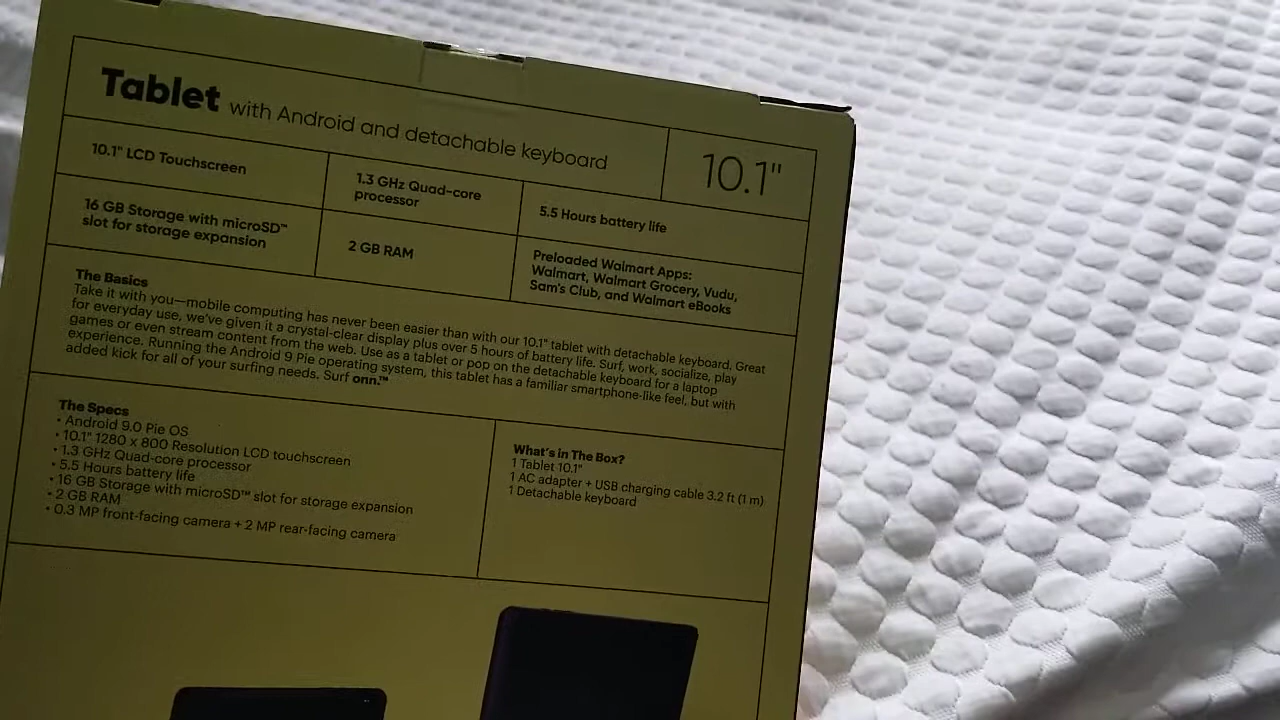 Tablet with Android and detachable keyboard
10.1"
10.1" LCD Touchscreen
1.3 GHz Quad-core
processor
5.5 Hours battery life
16 GB Storage with microSD™
slot for storage expansion
2 GB RAM
Preloaded Walmart Apps:
Walmart, Walmart Grocery, Vudu,
Sam's Club, and Walmart eBooks
The Basics
Take it with you—mobile computing has never been easier than with our 10.1" tablet with detachable keyboard. Great
for everyday use, we've given it a crystal-clear display plus over 5 hours of battery life. Surf, work, socialize, play
games or even stream content from the web. Use as a tablet or pop on the detachable keyboard for a laptop
experience. Running the Android 9 Pie operating system, this tablet has a familiar smartphone-like feel, but with
added kick for all of your surfing needs. Surf onn.™
The Specs
• Android 9.0 Pie OS
• 10.1" 1280 x 800 Resolution LCD touchscreen
• 1.3 GHz Quad-core processor
• 5.5 Hours battery life
• 16 GB Storage with microSD™ slot for storage expansion
• 2 GB RAM
• 0.3 MP front-facing camera + 2 MP rear-facing camera
What's in The Box?
1 Tablet 10.1"
1 AC adapter + USB charging cable 3.2 ft (1 m)
1 Detachable keyboard